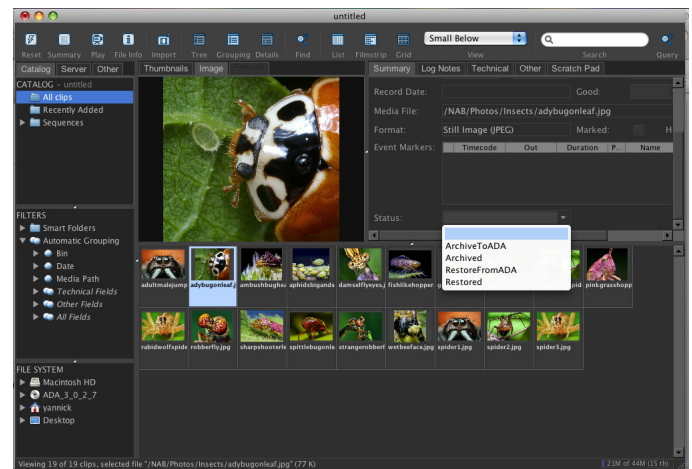 untitled
Reset Summary Play File Info Import Tree Grouping Details Find List Filmstrip Grid View Search Query
Small Below
Catalog Server Other
Thumbnails Image
Summary Log Notes Technical Other Scratch Pad
CATALOG - untitled
All clips
Recently Added
Sequences
Record Date: Good:
Media File: /NAB/Photos/Insects/adybugonleaf.jpg
Format: Still Image (JPEG) Marked: H
Event Markers: Timecode Out Duration P... Name
Status:
ArchiveToADA
Archived
RestoreFromADA
Restored
FILTERS
Smart Folders
Automatic Grouping
Bin
Date
Media Path
Technical Fields
Other Fields
All Fields
adultmalejump adybugonleaf.j ambushbughea aphidsbigands damselflyeyes.j fishlikehopper. pinkgrasshopp
rabidwolfspide robberfly.jpg sharpshooterle spittlebugonle strangerobberf wetbeeface.jpg spider1.jpg spider2.jpg spider3.jpg
FILE SYSTEM
Macintosh HD
ADA_3_0_2_7
yannick
Desktop
Viewing 19 of 19 clips, selected file "/NAB/Photos/Insects/adybugonleaf.jpg" (77 K)
21M of 44M (15 th)